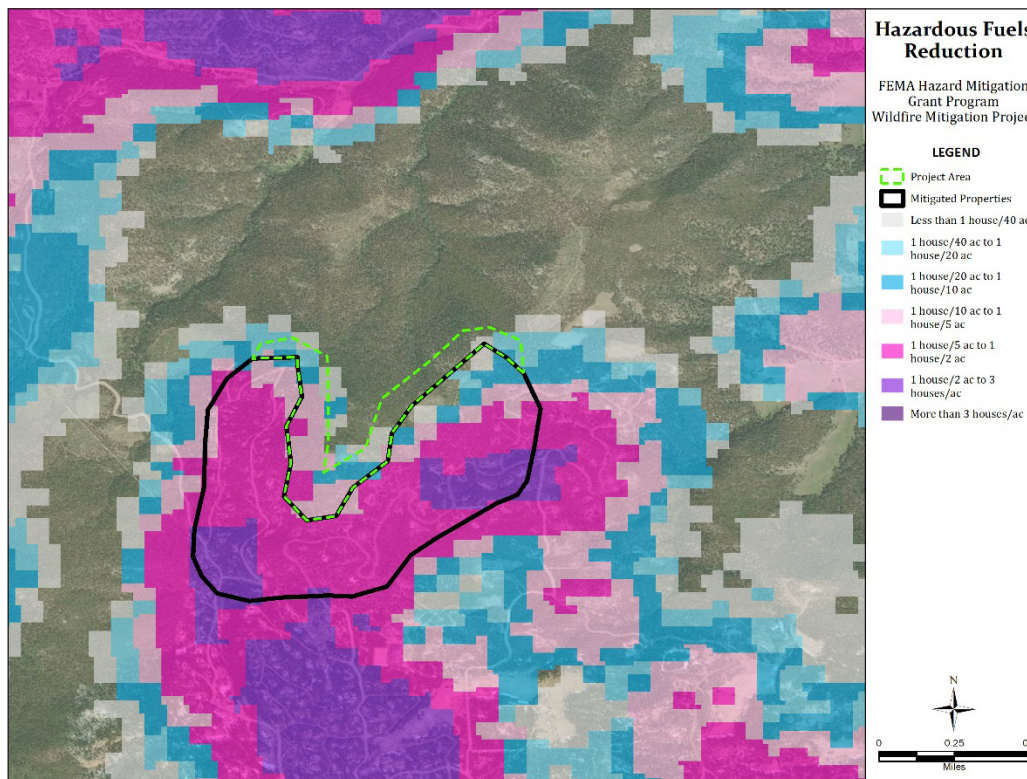 Hazardous Fuels
Reduction
FEMA Hazard Mitigation
Grant Program
Wildfire Mitigation Projec
LEGEND
Project Area
Mitigated Properties
Less than 1 house/40 ac
1 house/40 ac to 1
house/20 ac
1 house/20 ac to 1
house/10 ac
1 house/10 ac to 1
house/5 ac
1 house/5 ac to 1
house/2 ac
1 house/2 ac to 3
houses/ac
More than 3 houses/ac
N
0 0.25 0
Miles